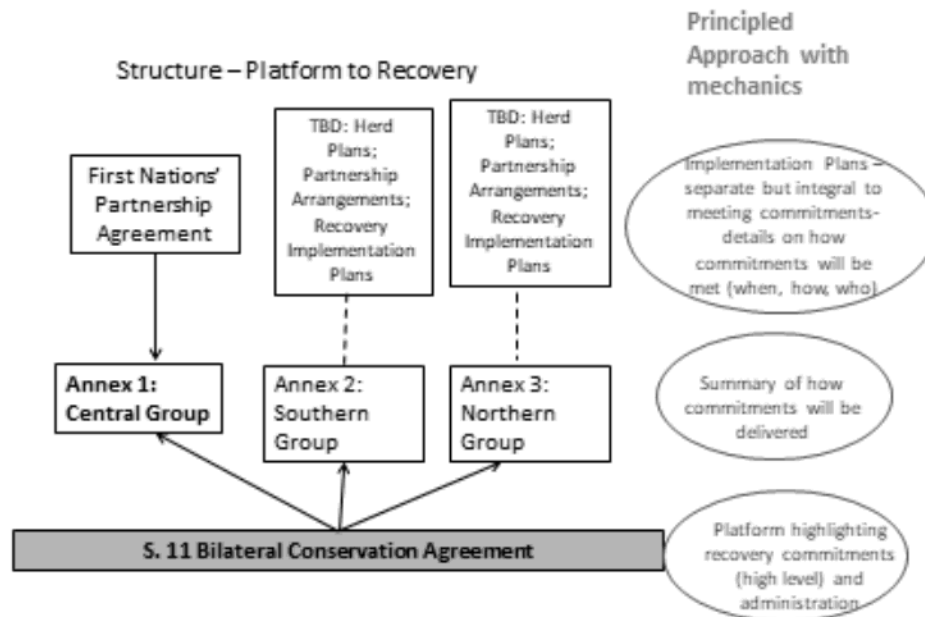 Principled
Approach with
mechanics
Structure – Platform to Recovery
First Nations'
Partnership
Agreement
TBD: Herd
Plans;
Partnership
Arrangements;
Recovery
Implementation
Plans
TBD: Herd
Plans;
Partnership
Arrangements;
Recovery
Implementation
Plans
Implementation Plans –
separate but integral to
meeting commitments-
details on how
commitments will be
met (when, how, who)
Annex 1:
Central Group
Annex 2:
Southern
Group
Annex 3:
Northern
Group
Summary of how
commitments will be
delivered
S. 11 Bilateral Conservation Agreement
Platform highlighting
recovery commitments
(high level) and
administration